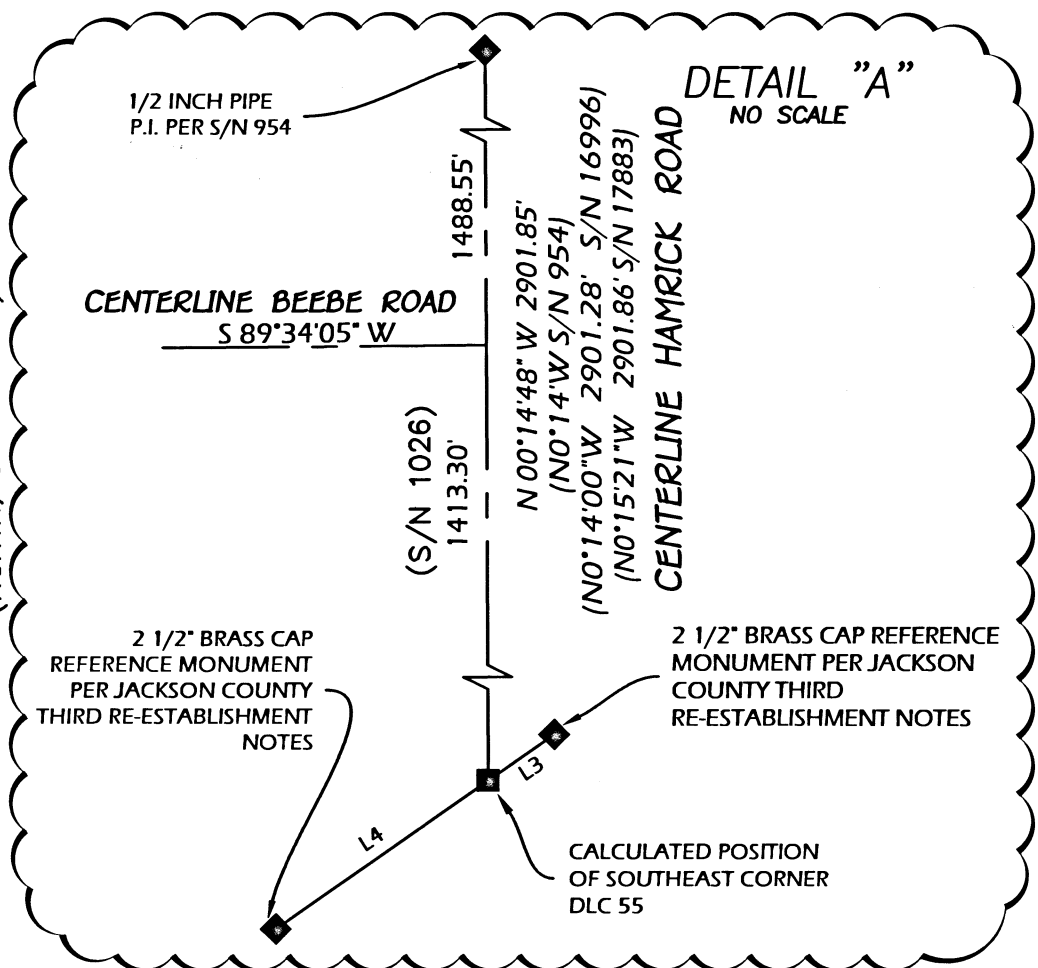 DETAIL "A"
NO SCALE
1/2 INCH PIPE
P.I. PER S/N 954
1488.55'
CENTERLINE BEEBE ROAD
S 89°34'05" W
N 00°14'48" W 2901.85'
(N0°14'W S/N 954)
(N0°14'00"W 2901.28' S/N 16996)
(N0°15'21"W 2901.86' S/N 17883)
CENTERLINE HAMRICK ROAD
(S/N 1026)
1413.30'
2 1/2" BRASS CAP
REFERENCE MONUMENT
PER JACKSON COUNTY
THIRD RE-ESTABLISHMENT
NOTES
2 1/2" BRASS CAP REFERENCE
MONUMENT PER JACKSON
COUNTY THIRD
RE-ESTABLISHMENT NOTES
L3
L4
CALCULATED POSITION
OF SOUTHEAST CORNER
DLC 55